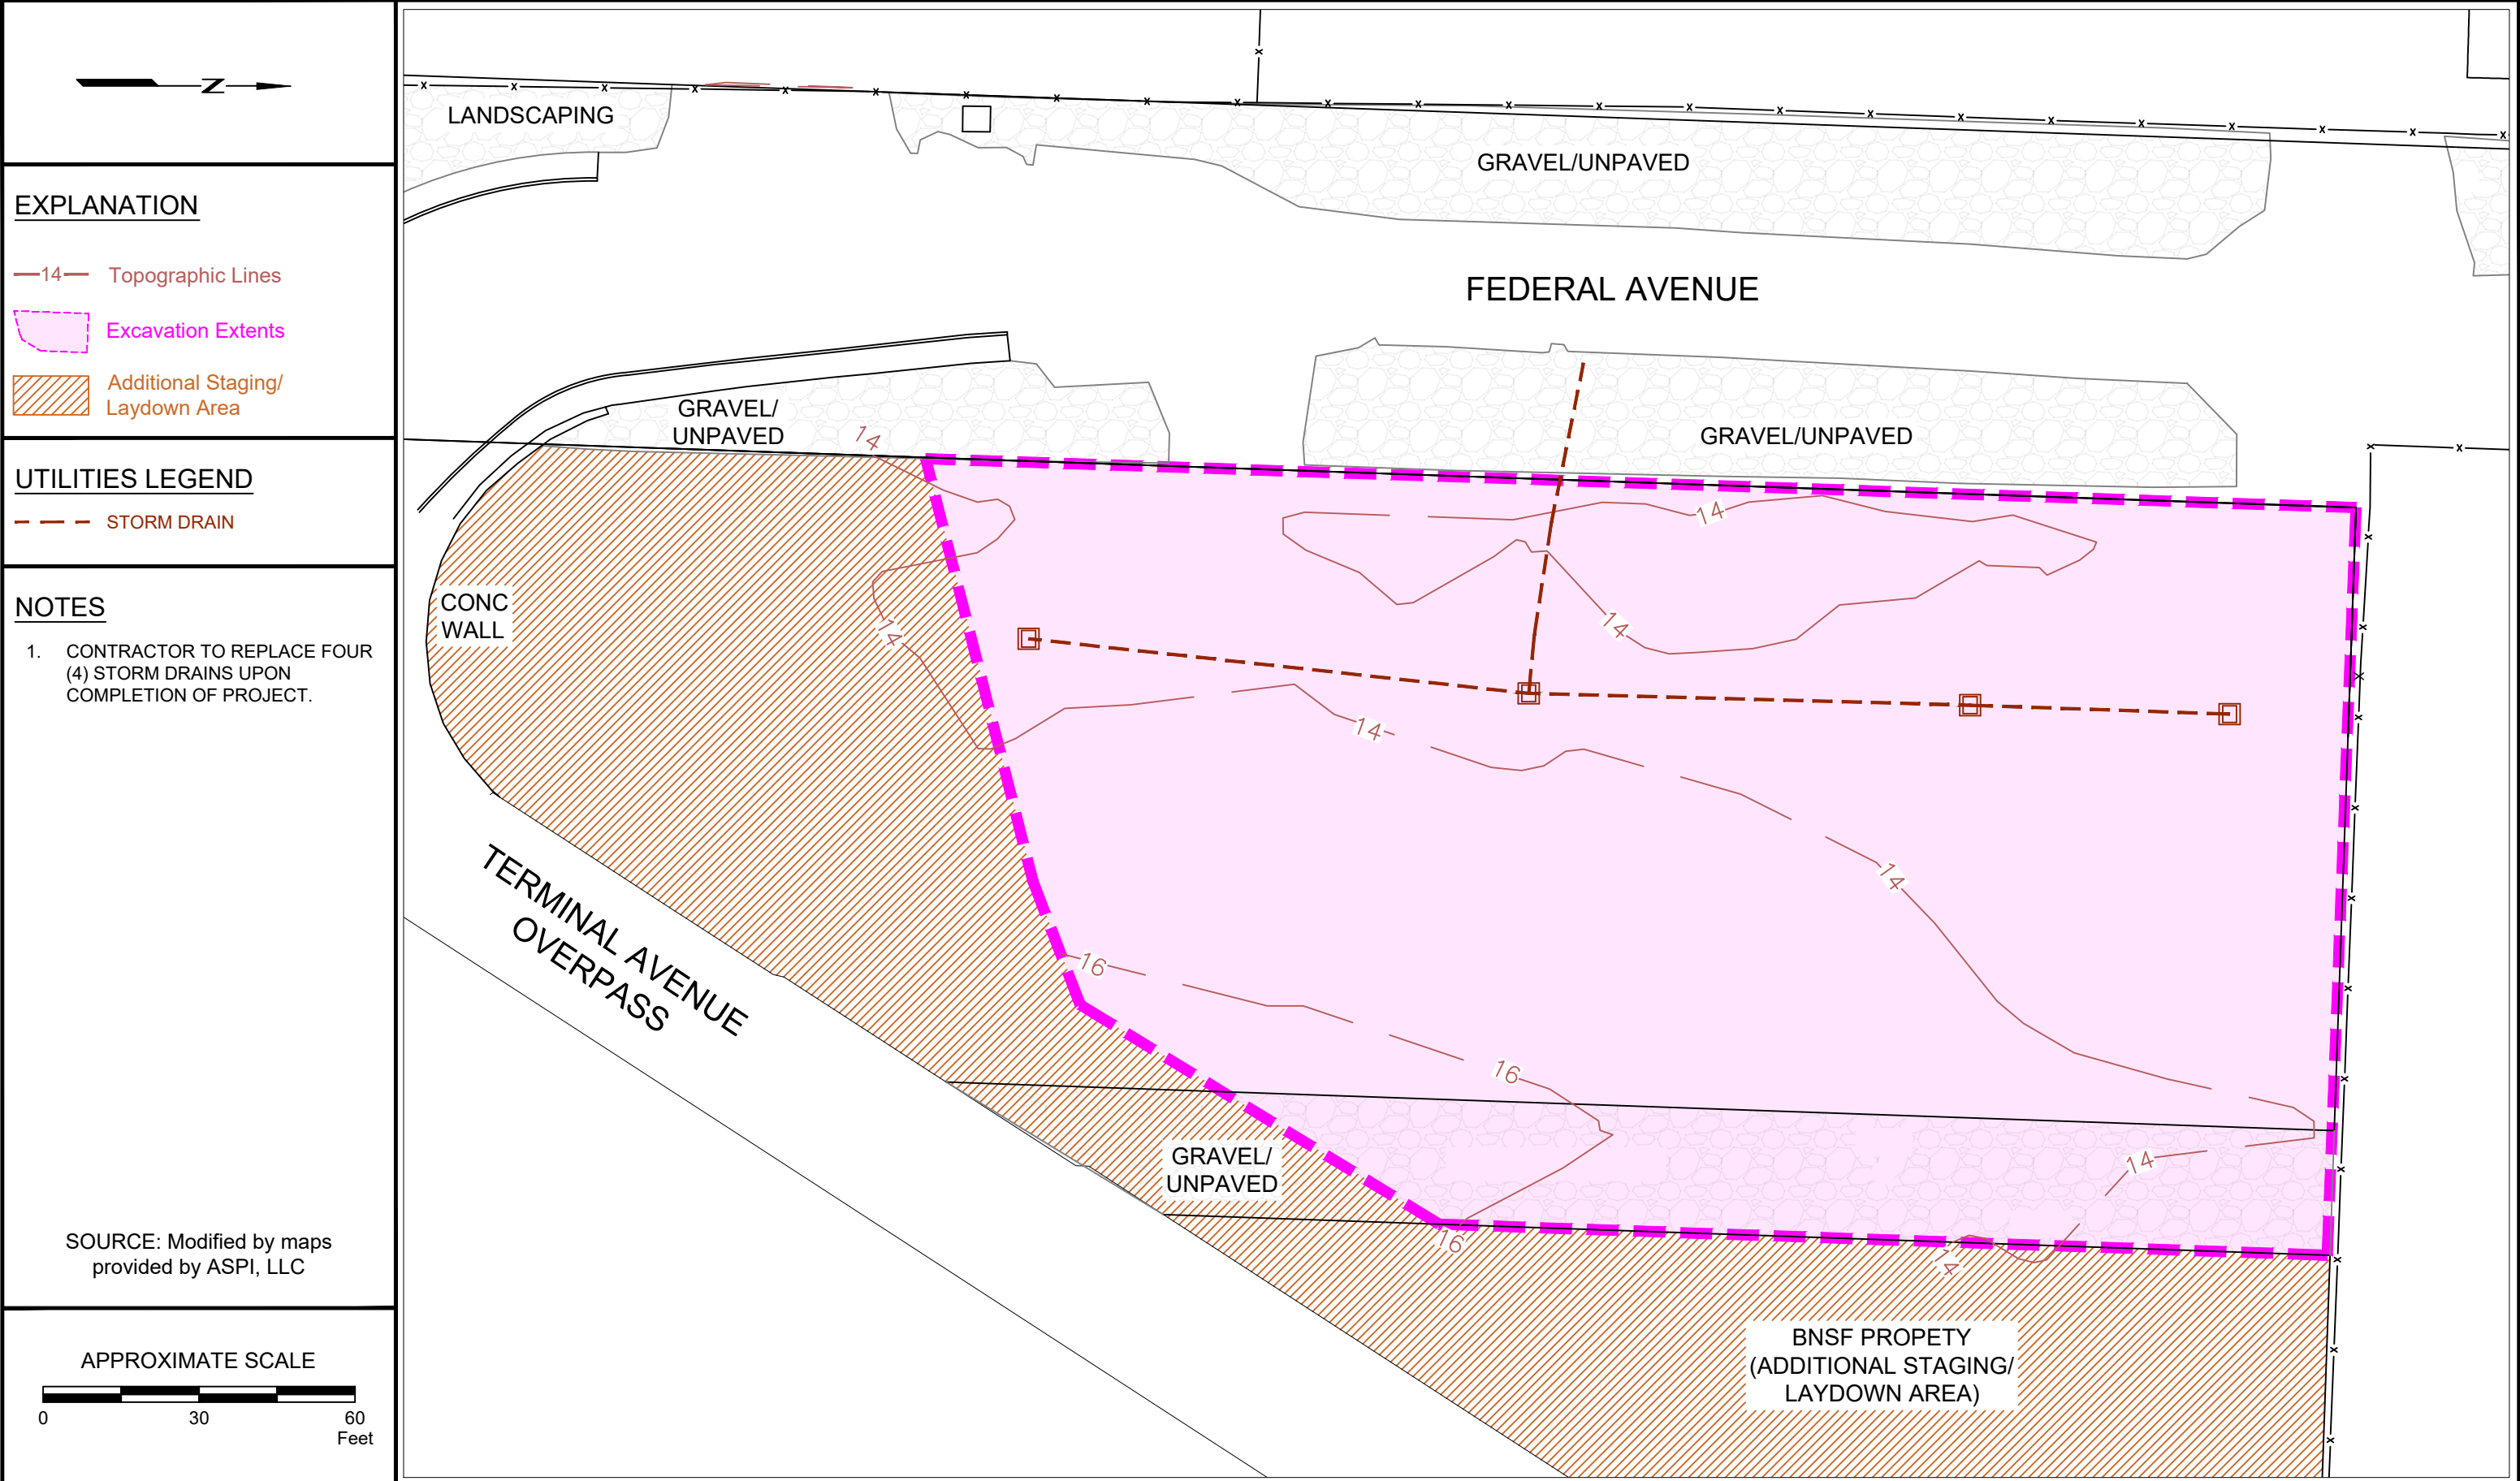 N
EXPLANATION
14 Topographic Lines
Excavation Extents
Additional Staging/
Laydown Area
UTILITIES LEGEND
STORM DRAIN
NOTES
1. CONTRACTOR TO REPLACE FOUR
(4) STORM DRAINS UPON
COMPLETION OF PROJECT.
SOURCE: Modified by maps
provided by ASPI, LLC
APPROXIMATE SCALE
0 30 60
Feet
LANDSCAPING
GRAVEL/UNPAVED
FEDERAL AVENUE
GRAVEL/
UNPAVED
14
GRAVEL/UNPAVED
14
CONC
WALL
14
14
14
14
TERMINAL AVENUE
OVERPASS
16
16
GRAVEL/
UNPAVED
14
16
14
BNSF PROPETY
(ADDITIONAL STAGING/
LAYDOWN AREA)